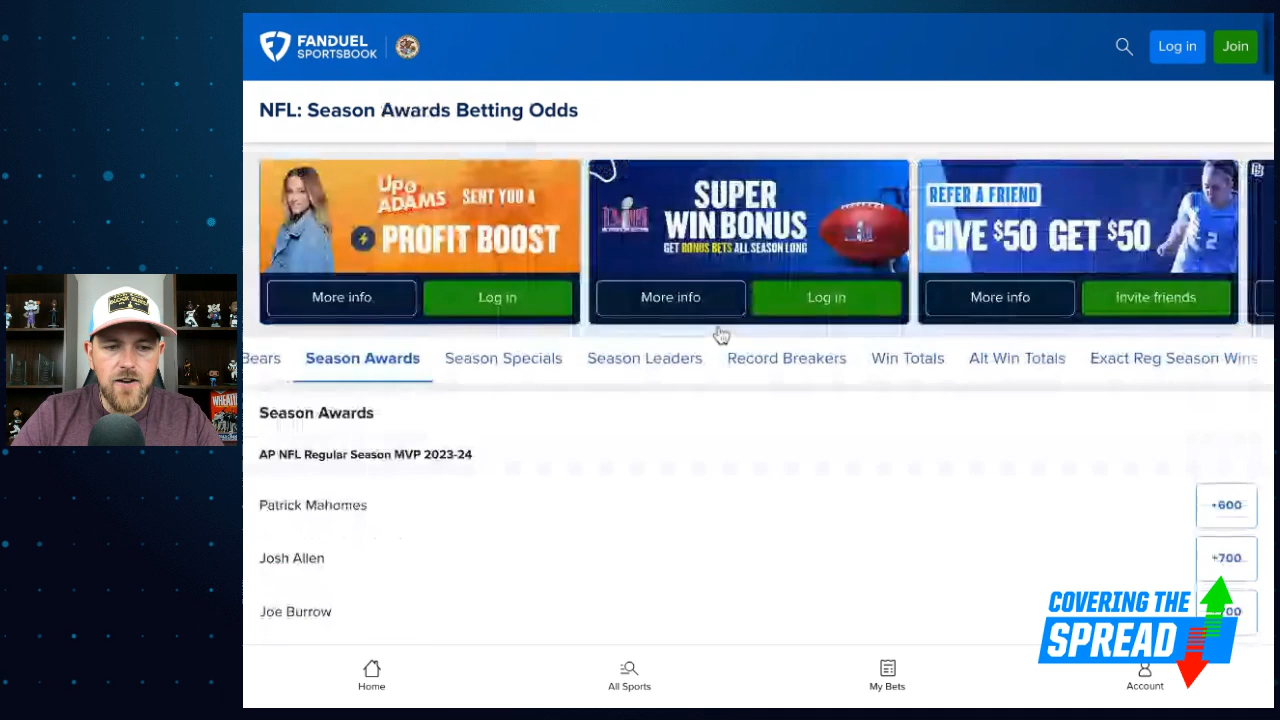 FANDUEL
SPORTSBOOK
Log in
Join
NFL: Season Awards Betting Odds
Up &
ADAMS
SENT YOU A
PROFIT BOOST
More info
Log in
SUPER
WIN BONUS
GET BONUS BETS ALL SEASON LONG
More info
Log in
REFER A FRIEND
GIVE $50 GET $50
More info
Invite friends
Bears
Season Awards
Season Specials
Season Leaders
Record Breakers
Win Totals
Alt Win Totals
Exact Reg Season Wins
Season Awards
AP NFL Regular Season MVP 2023-24
Patrick Mahomes
+600
Josh Allen
+700
Joe Burrow
COVERING THE
SPREAD
Home
All Sports
My Bets
Account